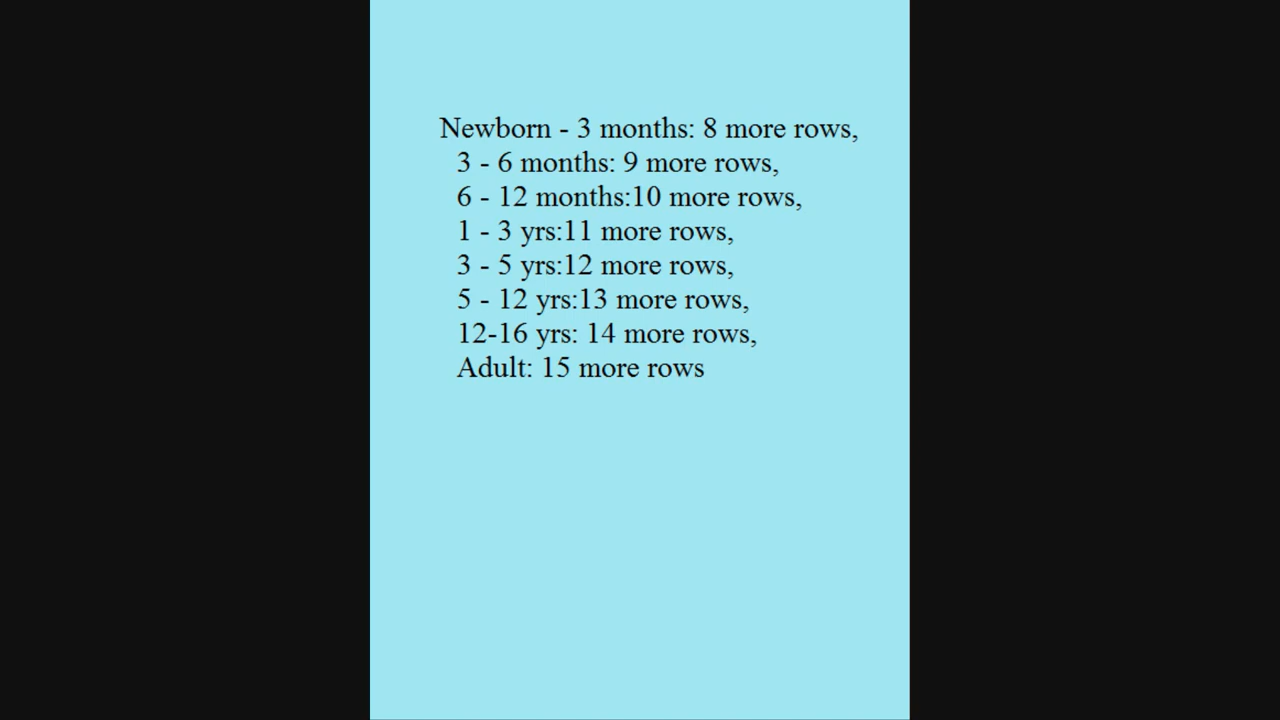 Newborn - 3 months: 8 more rows,
3 - 6 months: 9 more rows,
6 - 12 months:10 more rows,
1 - 3 yrs:11 more rows,
3 - 5 yrs:12 more rows,
5 - 12 yrs:13 more rows,
12-16 yrs: 14 more rows,
Adult: 15 more rows